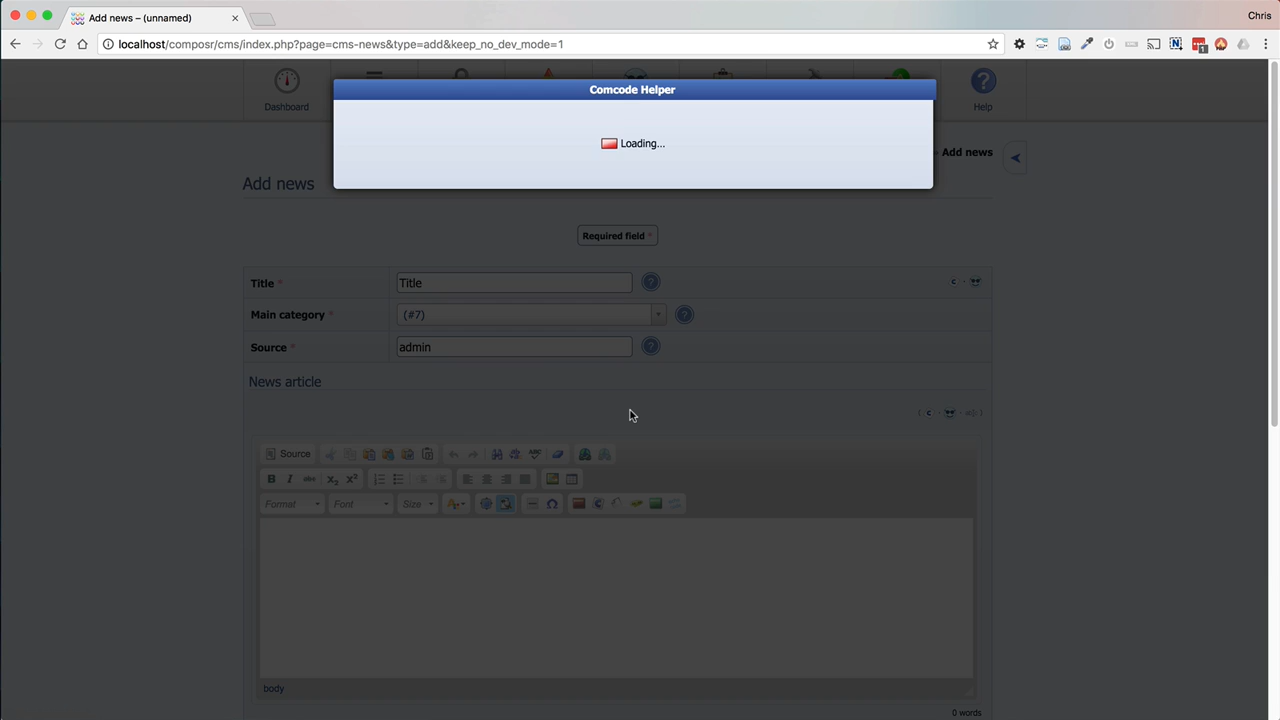 Add news – (unnamed)
Chris
localhost/composr/cms/index.php?page=cms-news&type=add&keep_no_dev_mode=1
1
Comcode Helper
Dashboard
Help
Loading...
Add news
Add news
Required field *
Title *
Title
Main category *
(#7)
Source *
admin
News article
Source
Format
Font
Size
body
0 words